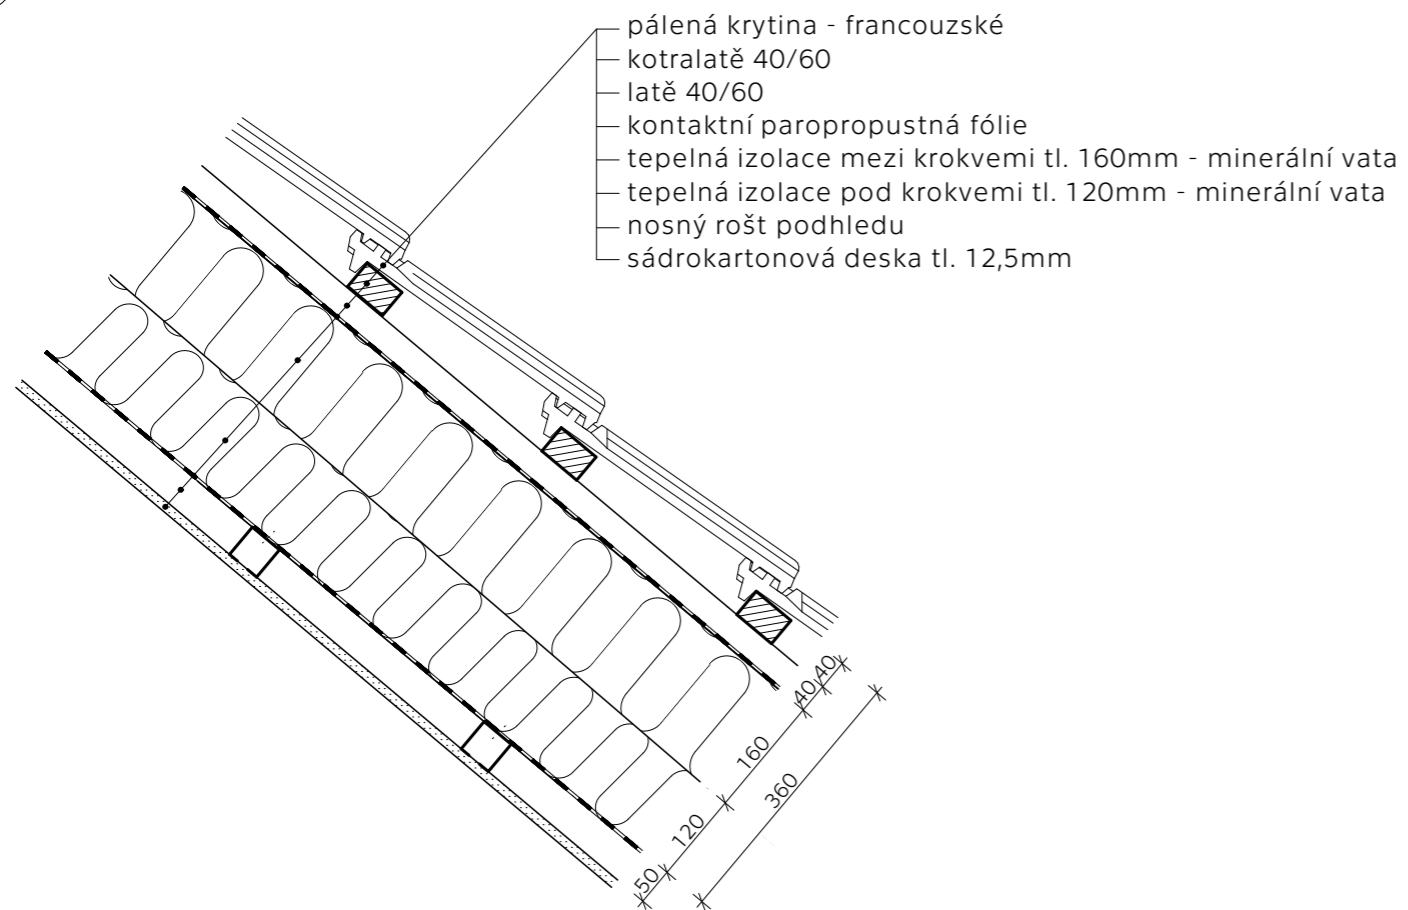 pálená krytina - francouzské
kotralatě 40/60
latě 40/60
kontaktní paropropustná fólie
tepelná izolace mezi krokvemi tl. 160mm - minerální vata
tepelná izolace pod krokvemi tl. 120mm - minerální vata
nosný rošt podhledu
sádrokartonová deska tl. 12,5mm
40
40
160
360
120
50